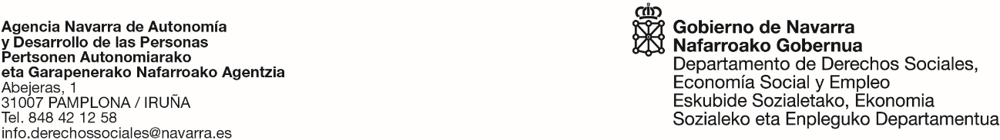 Agencia Navarra de Autonomía
y Desarrollo de las Personas
Pertsonen Autonomiarako
eta Garapenerako Nafarroako Agentzia
Abejeras, 1
31007 PAMPLONA / IRUÑA
Tel. 848 42 12 58
info.derechossociales@navarra.es
Gobierno de Navarra
Nafarroako Gobernua
Departamento de Derechos Sociales,
Economía Social y Empleo
Eskubide Sozialetako, Ekonomia
Sozialeko eta Enpleguko Departamentua